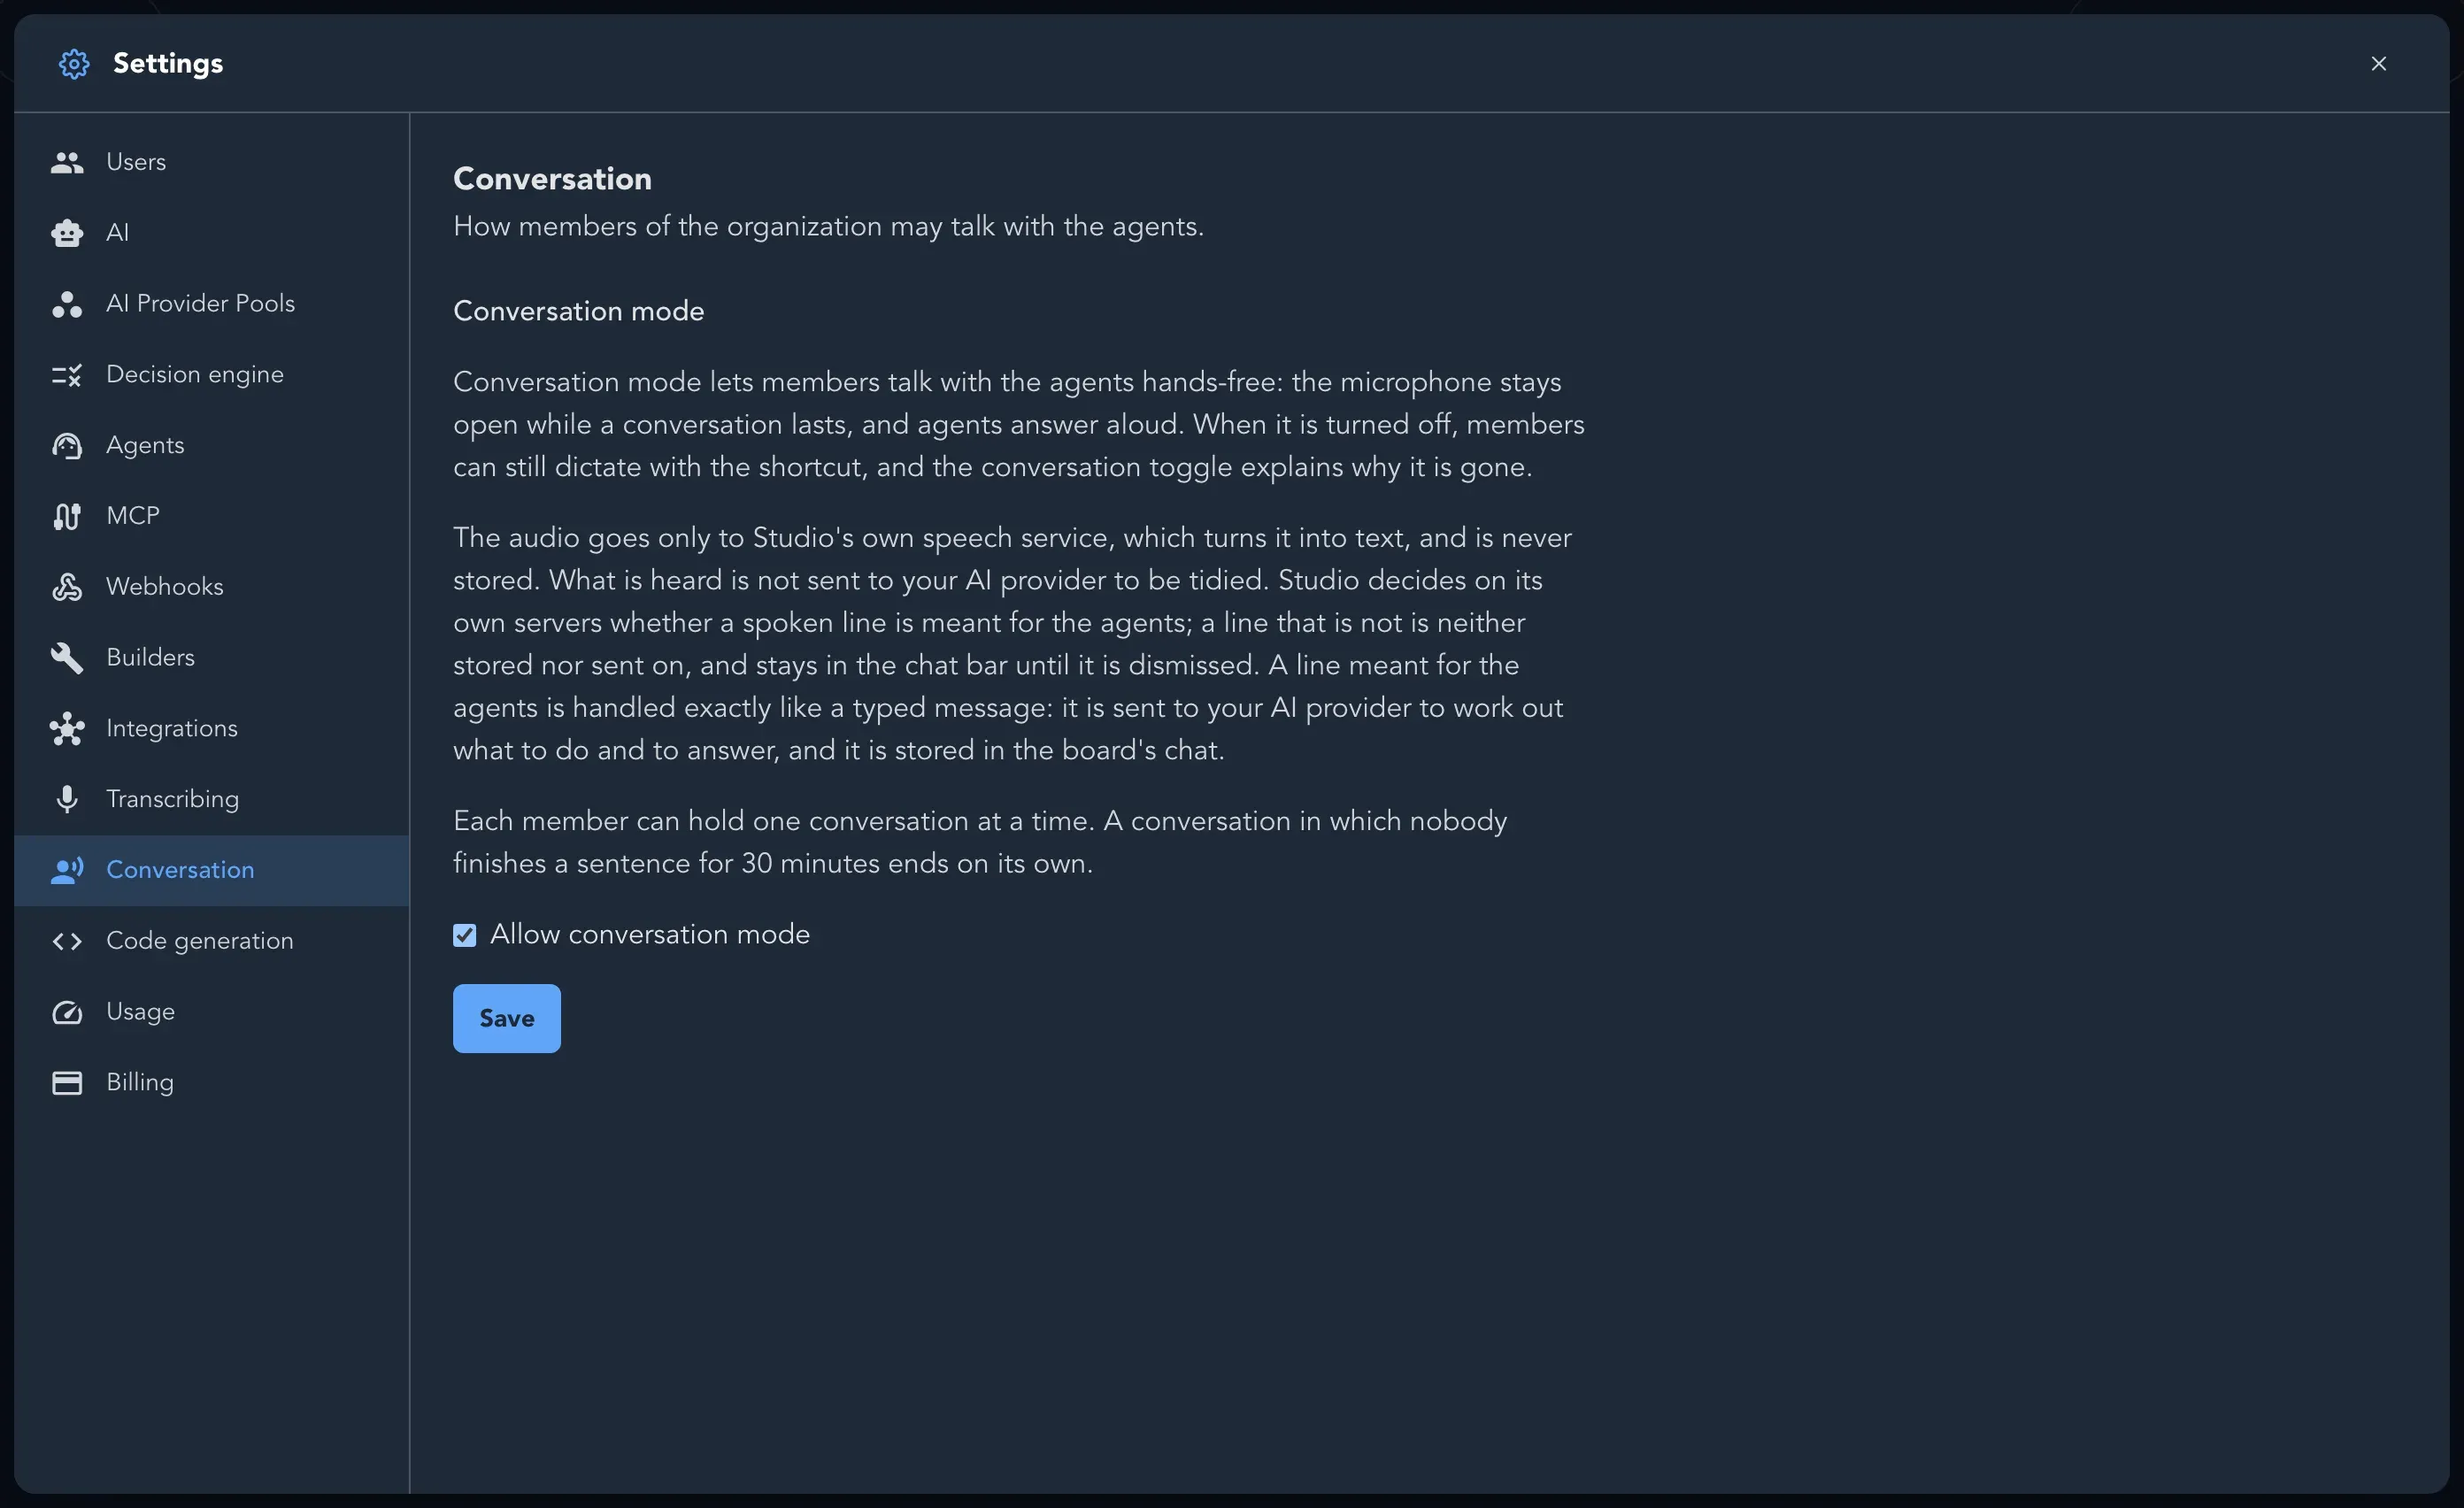 Settings
Users
AI
AI Provider Pools
Decision engine
Agents
MCP
Webhooks
Builders
Integrations
Transcribing
Conversation
Code generation
Usage
Billing
Conversation
How members of the organization may talk with the agents.
Conversation mode
Conversation mode lets members talk with the agents hands-free: the microphone stays
open while a conversation lasts, and agents answer aloud. When it is turned off, members
can still dictate with the shortcut, and the conversation toggle explains why it is gone.
The audio goes only to Studio's own speech service, which turns it into text, and is never
stored. What is heard is not sent to your AI provider to be tidied. Studio decides on its
own servers whether a spoken line is meant for the agents; a line that is not is neither
stored nor sent on, and stays in the chat bar until it is dismissed. A line meant for the
agents is handled exactly like a typed message: it is sent to your AI provider to work out
what to do and to answer, and it is stored in the board's chat.
Each member can hold one conversation at a time. A conversation in which nobody
finishes a sentence for 30 minutes ends on its own.
Allow conversation mode
Save